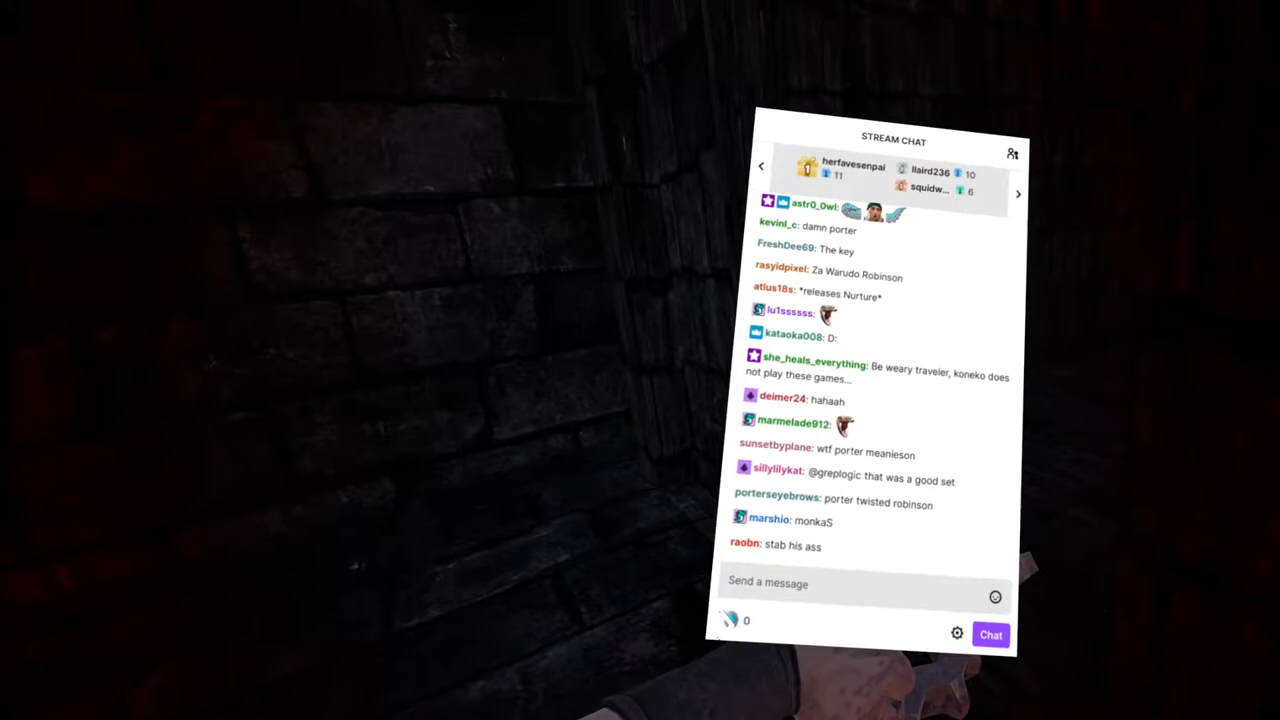 STREAM CHAT
herfavesenpai
11
llaird236 10
squidw... 6
astr0_0wl:
kevinl_c: damn porter
FreshDee69: The key
rasyidpixel: Za Warudo Robinson
atlus18s: *releases Nurture*
lu1ssssss:
kataoka008: D:
she_heals_everything: Be weary traveler, koneko does
not play these games...
deimer24: hahaah
marmelade912:
sunsetbyplane: wtf porter meanieson
sillylilykat: @greplogic that was a good set
porterseyebrows: porter twisted robinson
marshio: monkaS
raobn: stab his ass
Send a message
0
Chat